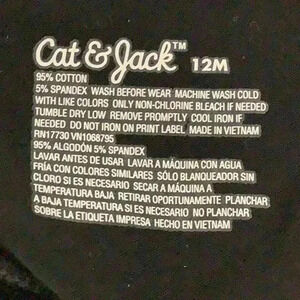 Cat & Jack™ 12M
95% COTTON
5% SPANDEX WASH BEFORE WEAR MACHINE WASH COLD
WITH LIKE COLORS ONLY NON-CHLORINE BLEACH IF NEEDED
TUMBLE DRY LOW REMOVE PROMPTLY COOL IRON IF
NEEDED DO NOT IRON ON PRINT LABEL MADE IN VIETNAM
RN17730 VN1068795
95% ALGODÓN 5% SPANDEX
LAVAR ANTES DE USAR LAVAR A MÁQUINA CON AGUA
FRÍA CON COLORES SIMILARES SÓLO BLANQUEADOR SIN
CLORO SI ES NECESARIO SECAR A MÁQUINA A
TEMPERATURA BAJA RETIRAR OPORTUNAMENTE PLANCHAR
A BAJA TEMPERATURA SI ES NECESARIO NO PLANCHAR
SOBRE LA ETIQUETA IMPRESA HECHO EN VIETNAM